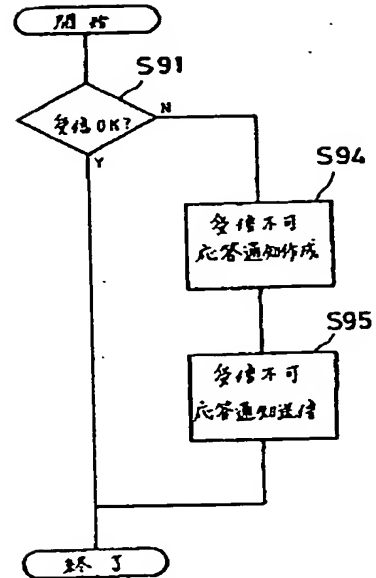 開始
S91
受信OK?
N
Y
S94
受信不可
応答通知作成
S95
受信不可
応答通知送信
終了